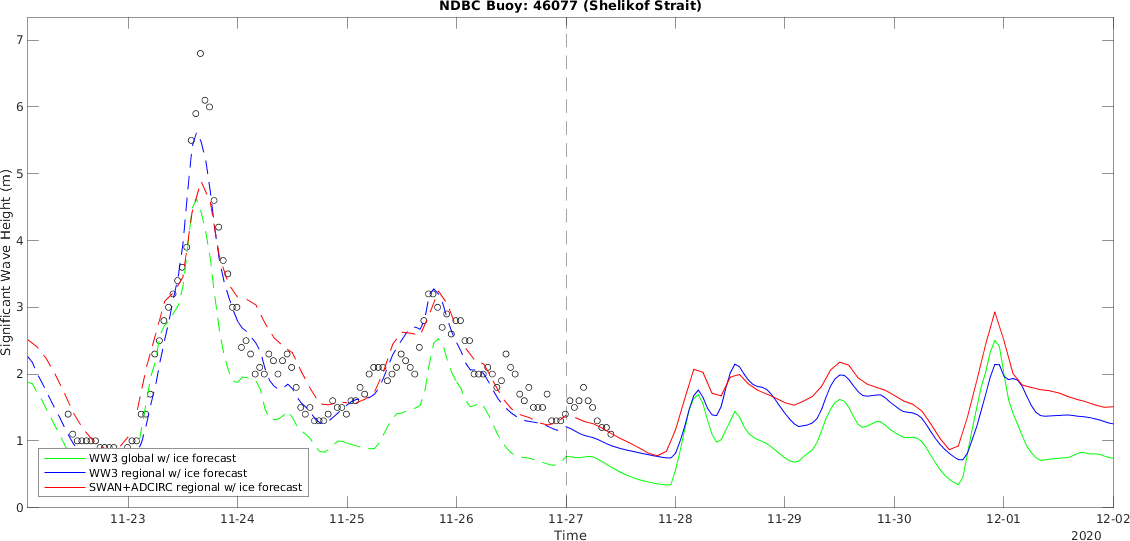 NDBC Buoy: 46077 (Shelikof Strait)
7
6
5
4
3
2
1
0
Significant Wave Height (m)
WW3 global w/ ice forecast
WW3 regional w/ ice forecast
SWAN+ADCIRC regional w/ ice forecast
11-23 11-24 11-25 11-26 11-27 11-28 11-29 11-30 12-01 12-02
Time 2020